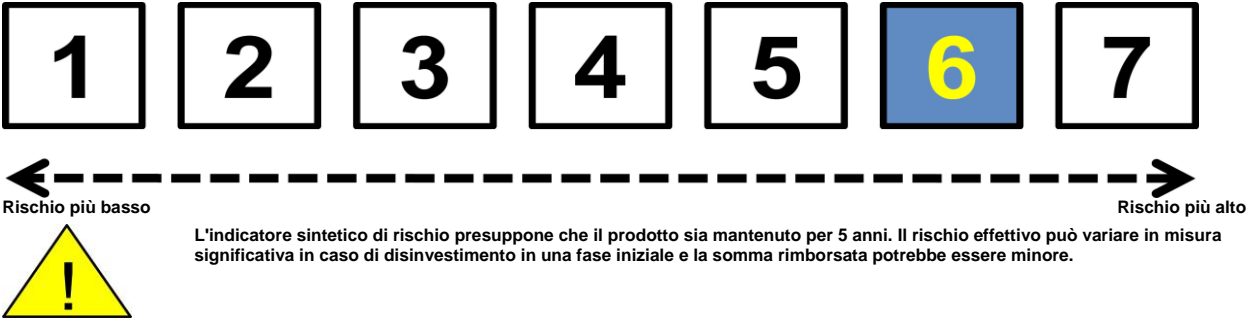 1 2 3 4 5 6 7
Rischio più basso Rischio più alto
L'indicatore sintetico di rischio presuppone che il prodotto sia mantenuto per 5 anni. Il rischio effettivo può variare in misura
significativa in caso di disinvestimento in una fase iniziale e la somma rimborsata potrebbe essere minore.
!